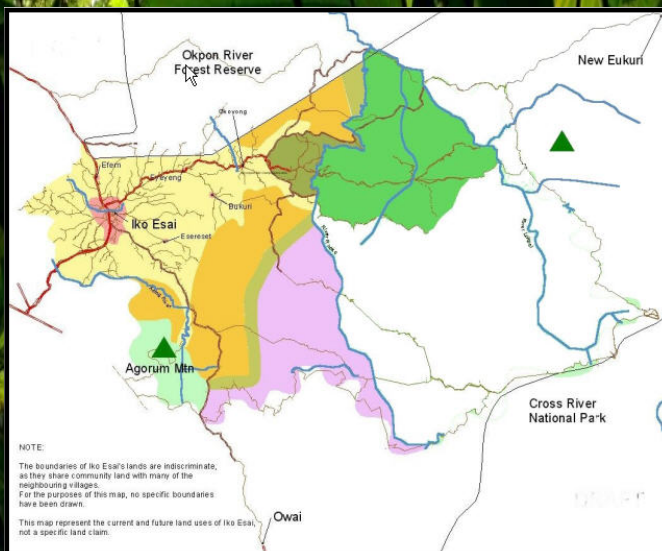 Okpon River
Forest Reserve
New Eukuri
Okeyong
Efem
Eyeyeng
Bukuri
Iko Esai
Esereset
Agorum Mtn
Cross River
National Park
NOTE:
The boundaries of Iko Esai's lands are indiscriminate,
as they share community land with many of the
neighbouring villages.
For the purposes of this map, no specific boundaries
have been drawn.
This map represent the current and future land uses of Iko Esai,
not a specific land claim.
Owai